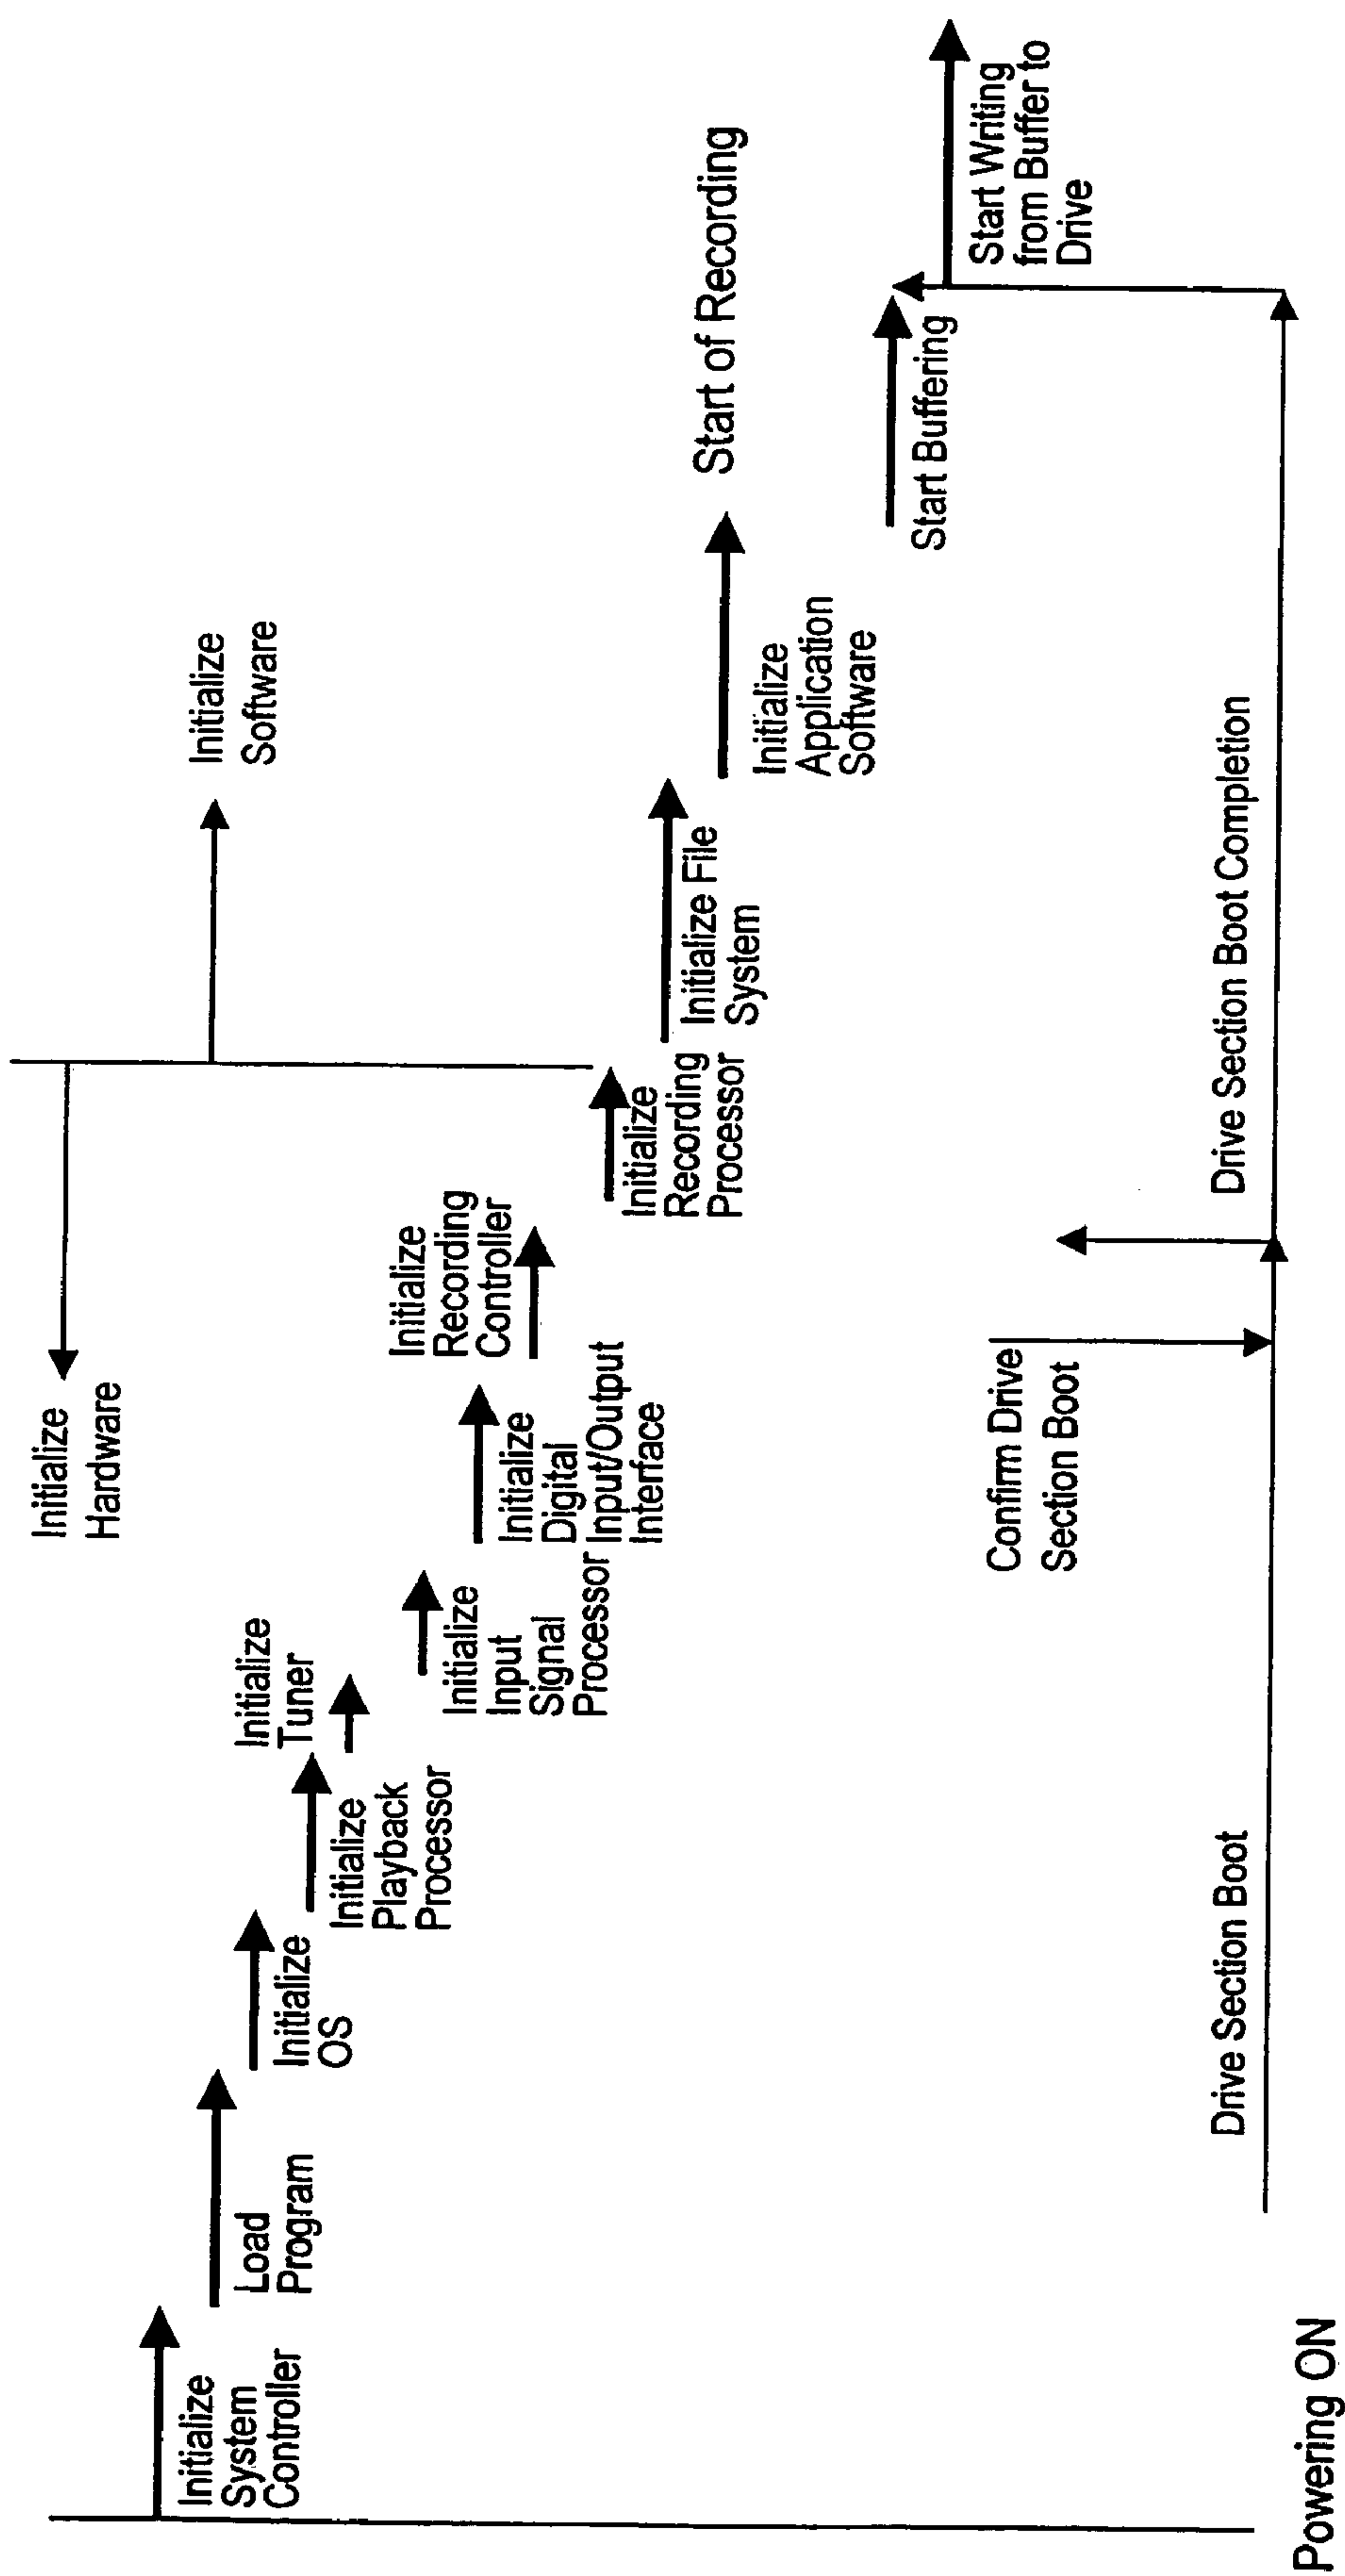 Initialize
Hardware
Initialize
Software
Initialize
System
Controller
Load
Program
Initialize
OS
Initialize
Playback
Processor
Initialize
Tuner
Initialize
Input
Signal
Processor
Initialize
Digital
Input/Output
Interface
Initialize
Recording
Controller
Initialize
Recording
Processor
Initialize File
System
Initialize
Application
Software
Start of Recording
Start Buffering
Start Writing
from Buffer to
Drive
Confirm Drive
Section Boot
Drive Section Boot
Drive Section Boot Completion
Powering ON